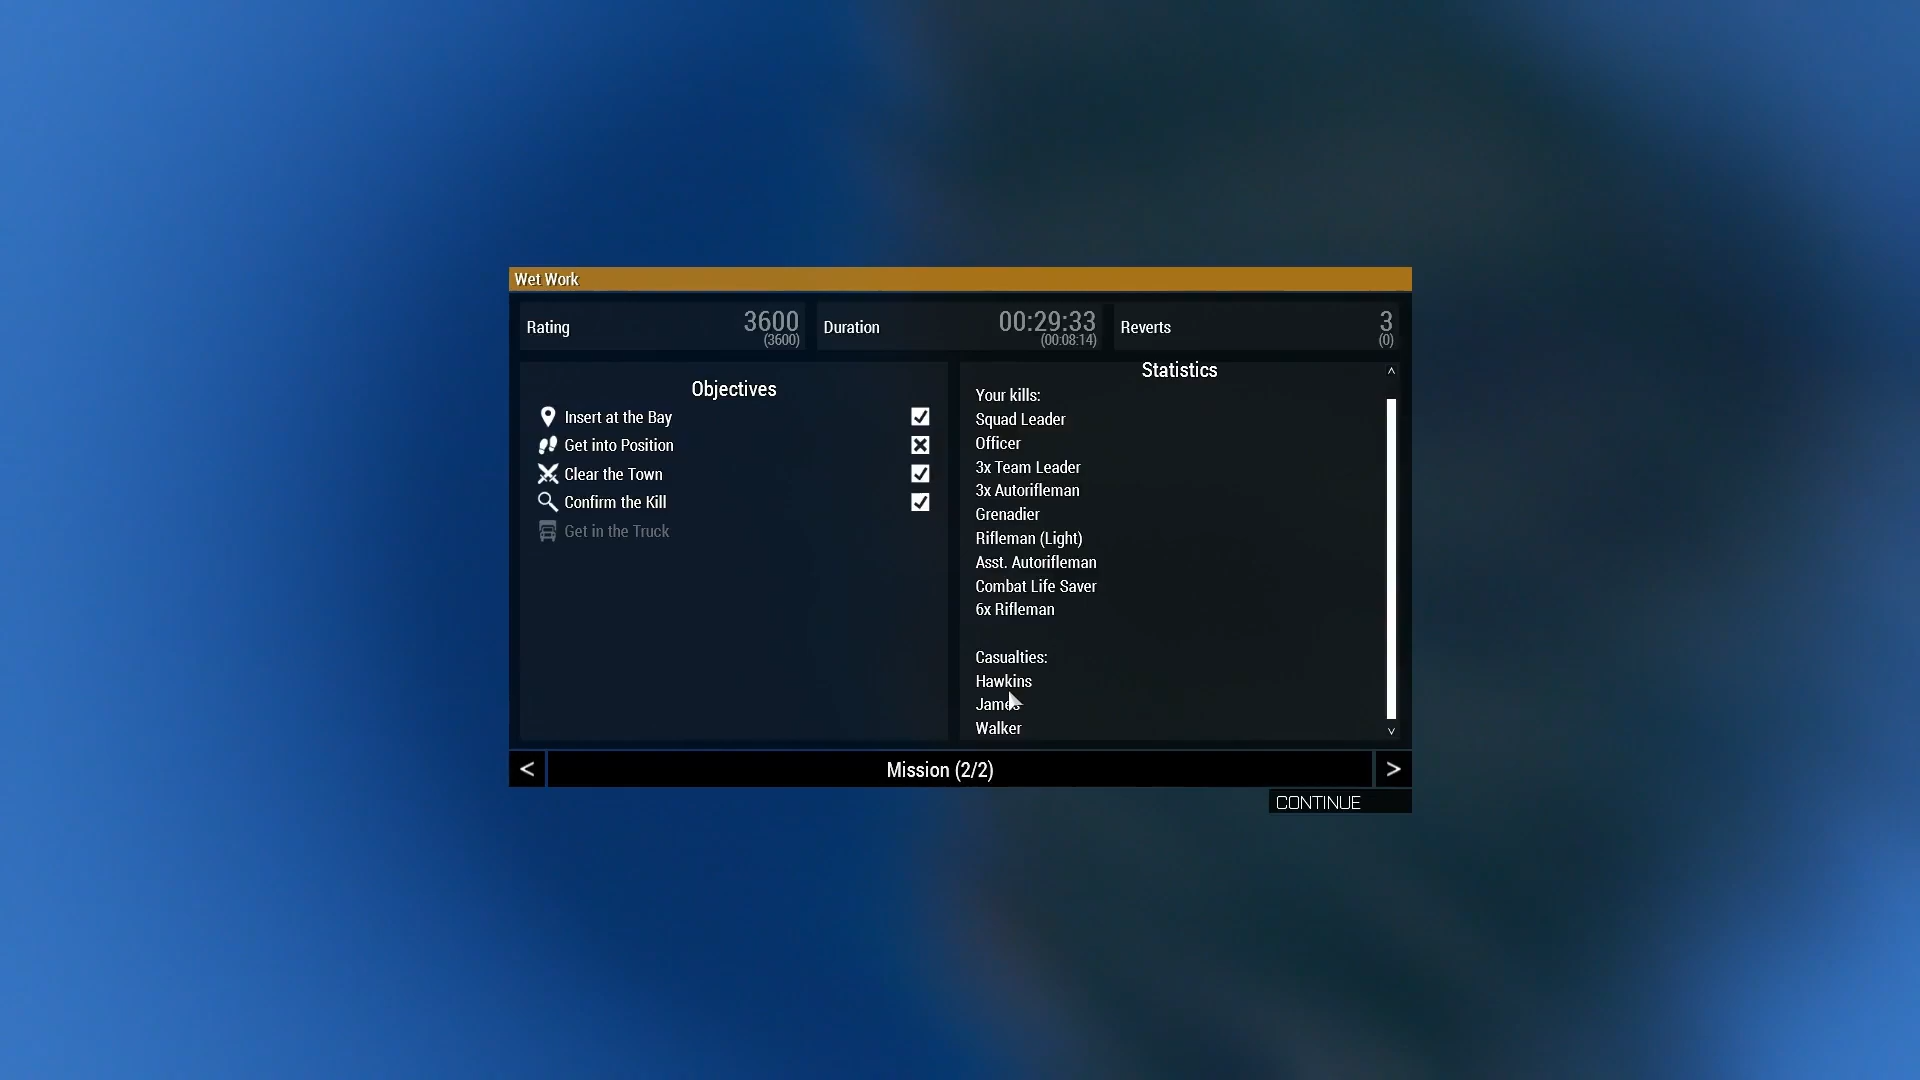 Wet Work
Rating
3600
(3600)
Duration
00:29:33
(00:08:14)
Reverts
3
(0)
Objectives
Insert at the Bay
Get into Position
Clear the Town
Confirm the Kill
Get in the Truck
Statistics
Your kills:
Squad Leader
Officer
3x Team Leader
3x Autorifleman
Grenadier
Rifleman (Light)
Asst. Autorifleman
Combat Life Saver
6x Rifleman
Casualties:
Hawkins
James
Walker
< Mission (2/2) >
CONTINUE